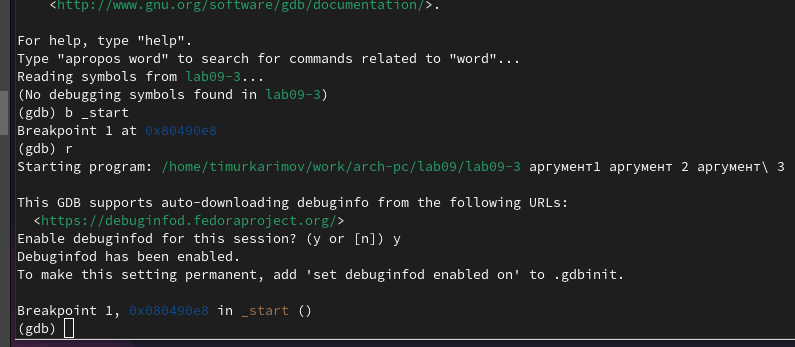 <http://www.gnu.org/software/gdb/documentation/>.
For help, type "help".
Type "apropos word" to search for commands related to "word"...
Reading symbols from lab09-3...
(No debugging symbols found in lab09-3)
(gdb) b _start
Breakpoint 1 at 0x80490e8
(gdb) r
Starting program: /home/timurkarimov/work/arch-pc/lab09/lab09-3 аргумент1 аргумент 2 аргумент\ 3
This GDB supports auto-downloading debuginfo from the following URLs:
<https://debuginfod.fedoraproject.org/>
Enable debuginfod for this session? (y or [n]) y
Debuginfod has been enabled.
To make this setting permanent, add 'set debuginfod enabled on' to .gdbinit.
Breakpoint 1, 0x080490e8 in _start ()
(gdb)